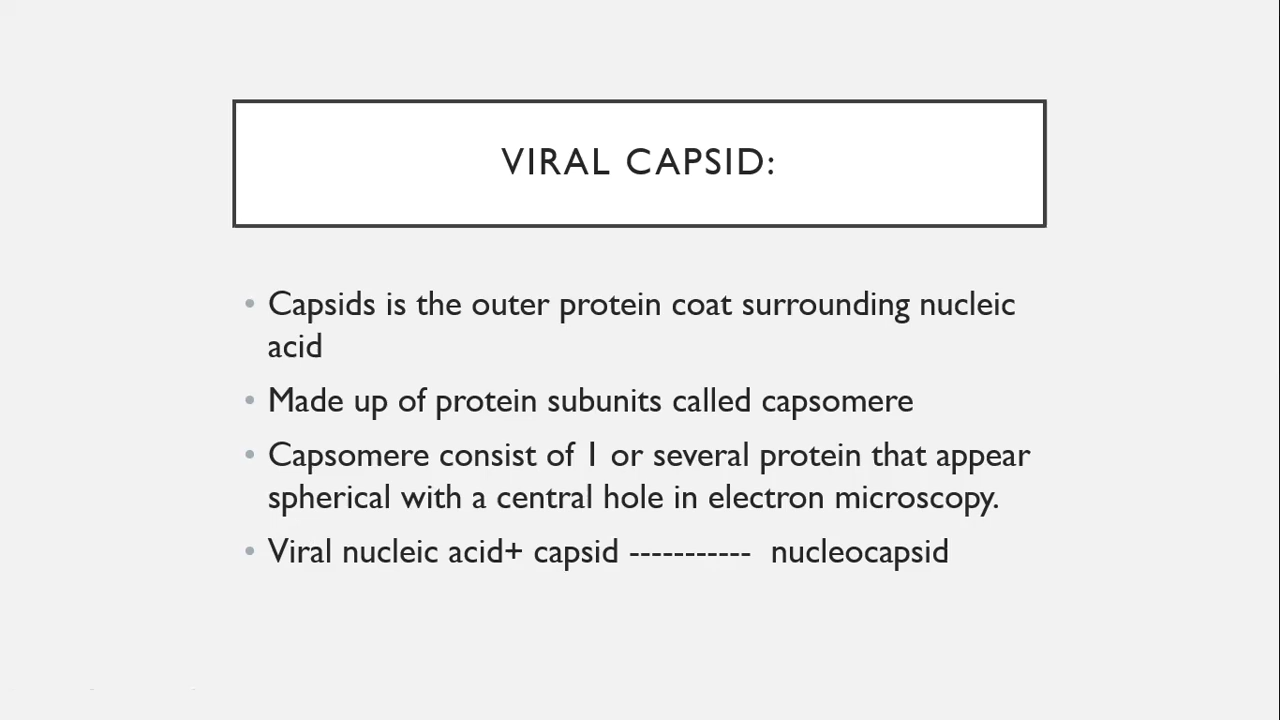 VIRAL CAPSID:
• Capsids is the outer protein coat surrounding nucleic
acid
• Made up of protein subunits called capsomere
• Capsomere consist of 1 or several protein that appear
spherical with a central hole in electron microscopy.
• Viral nucleic acid+ capsid ----------- nucleocapsid